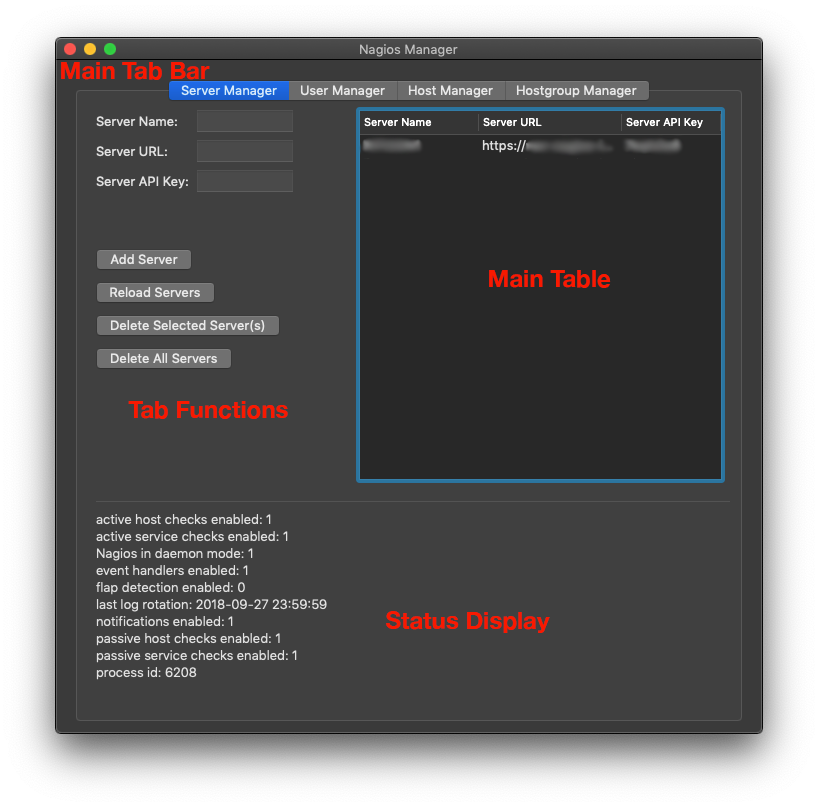 Nagios Manager
Main Tab Bar
Server Manager User Manager Host Manager Hostgroup Manager
Server Name:
Server URL:
Server API Key:
Add Server
Reload Servers
Delete Selected Server(s)
Delete All Servers
Tab Functions
Server Name Server URL Server API Key
https://
Main Table
active host checks enabled: 1
active service checks enabled: 1
Nagios in daemon mode: 1
event handlers enabled: 1
flap detection enabled: 0
last log rotation: 2018-09-27 23:59:59
notifications enabled: 1
passive host checks enabled: 1
passive service checks enabled: 1
process id: 6208
Status Display